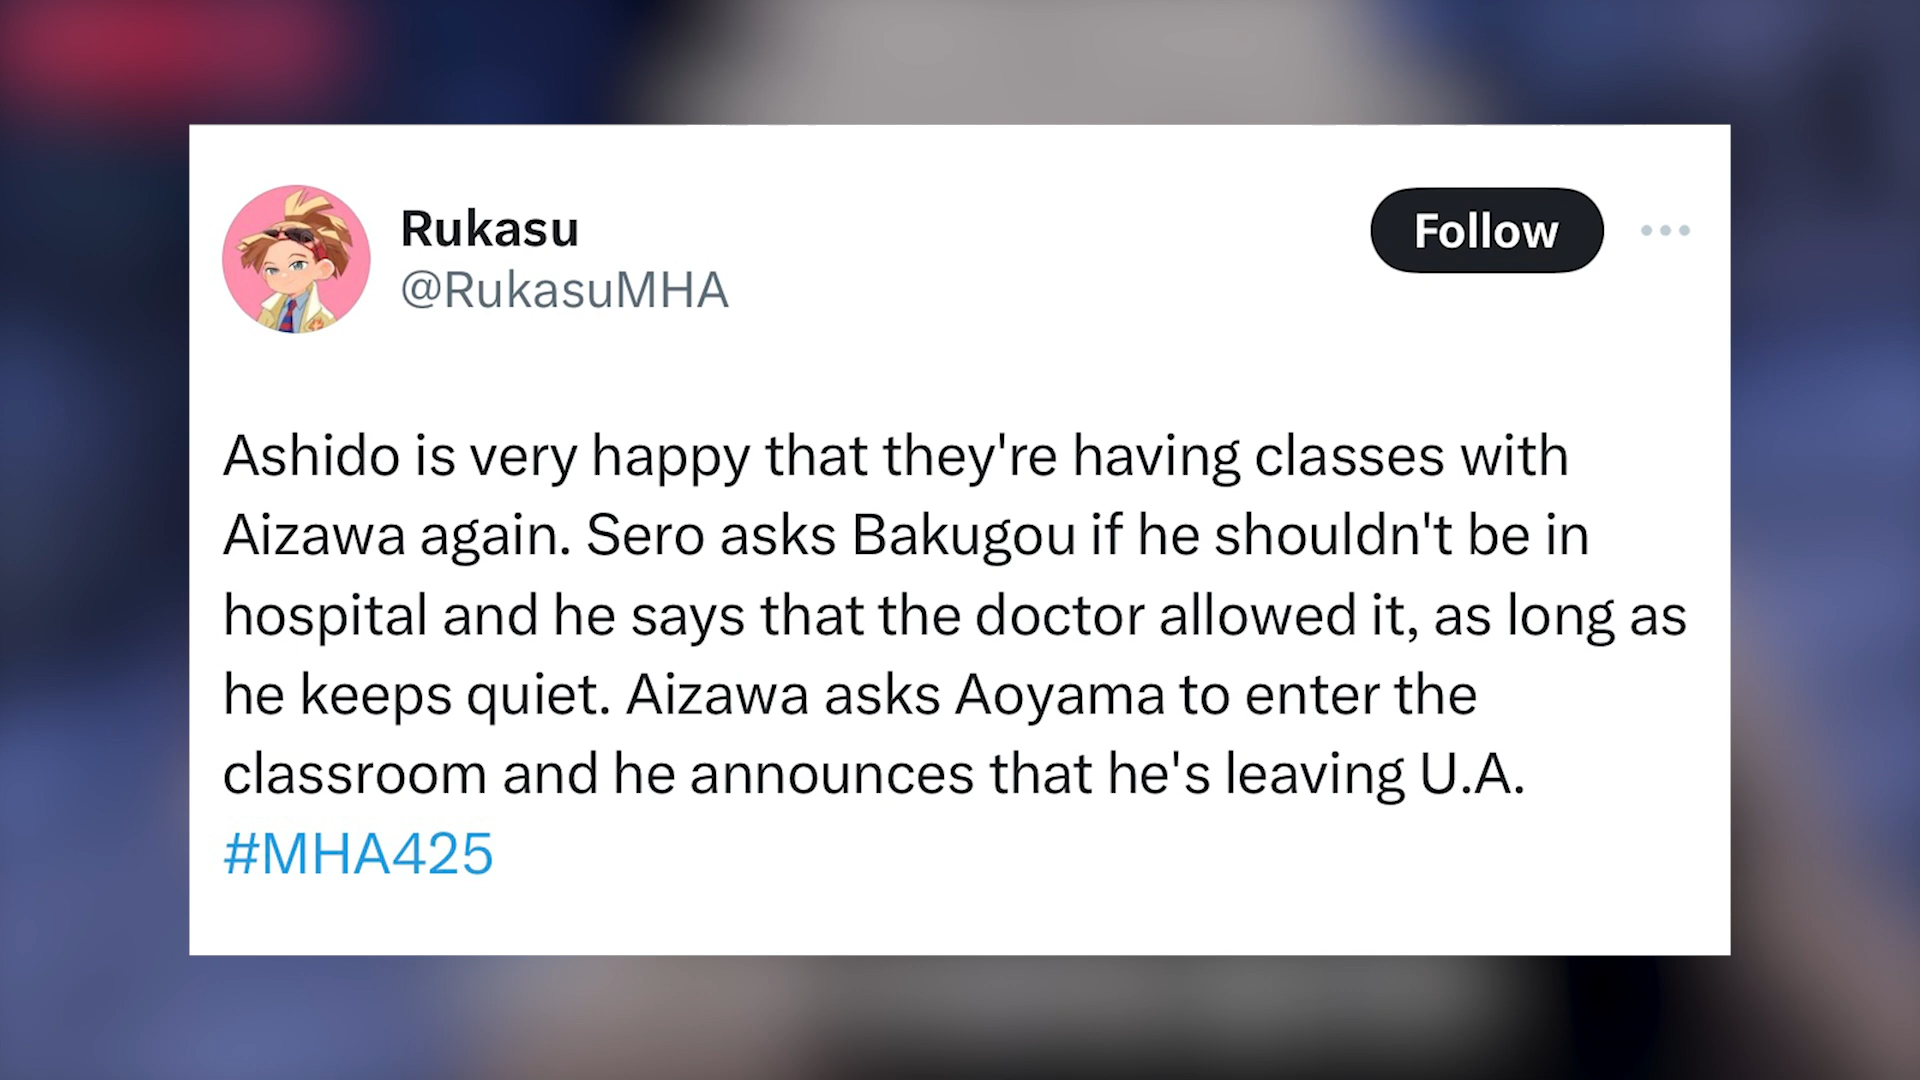 Rukasu
@RukasuMHA
Follow
Ashido is very happy that they're having classes with
Aizawa again. Sero asks Bakugou if he shouldn't be in
hospital and he says that the doctor allowed it, as long as
he keeps quiet. Aizawa asks Aoyama to enter the
classroom and he announces that he's leaving U.A.
#MHA425